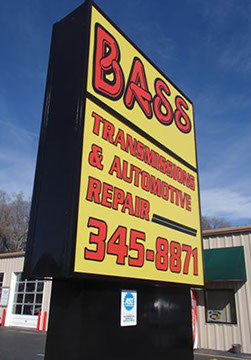 BASS
TRANSMISSIONS
& AUTOMOTIVE
REPAIR
345-8871